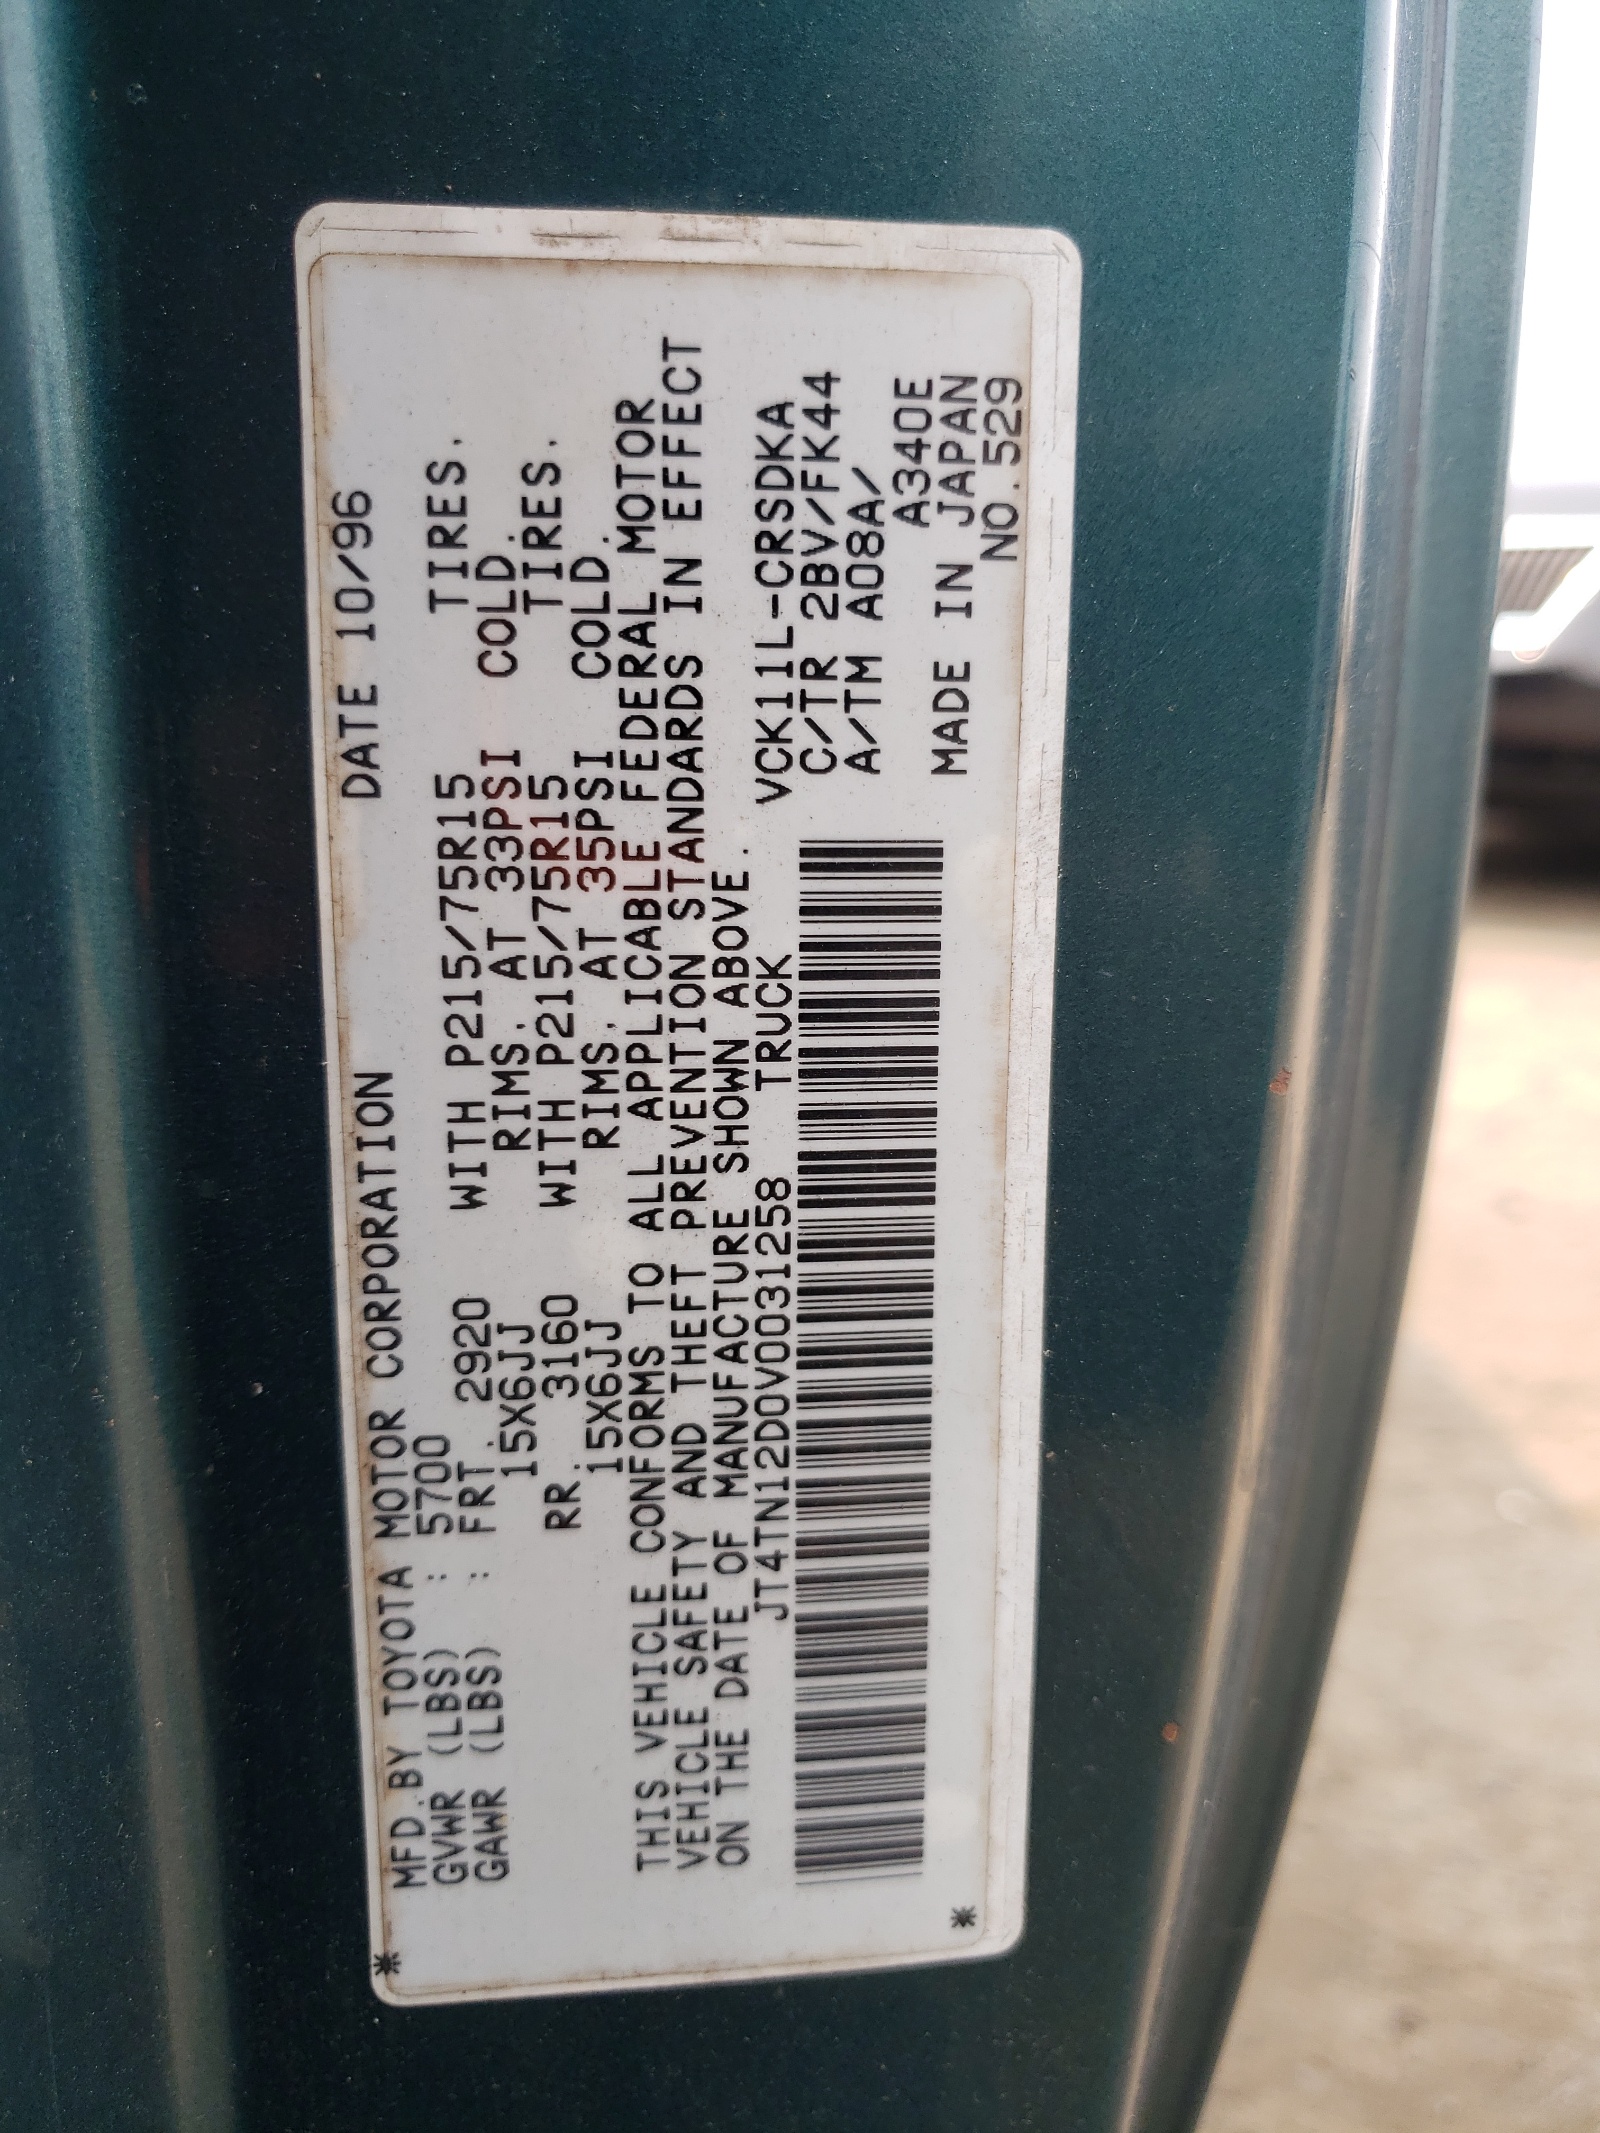 MFD.BY TOYOTA MOTOR CORPORATION DATE 10/96
GVWR (LBS) : 5700
GAWR (LBS) : FRT. 2920 WITH P215/75R15 TIRES.
15X6JJ RIMS. AT 33PSI COLD.
RR. 3160 WITH P215/75R15 TIRES.
15X6JJ RIMS. AT 35PSI COLD.
THIS VEHICLE CONFORMS TO ALL APPLICABLE FEDERAL MOTOR
VEHICLE SAFETY AND THEFT PREVENTION STANDARDS IN EFFECT
ON THE DATE OF MANUFACTURE SHOWN ABOVE.
JT4TN12D0V0031258 TRUCK VCK11L-CRSDKA
C/TR 2BV/FK44
A/TM A08A/
A340E
MADE IN JAPAN
NO.529